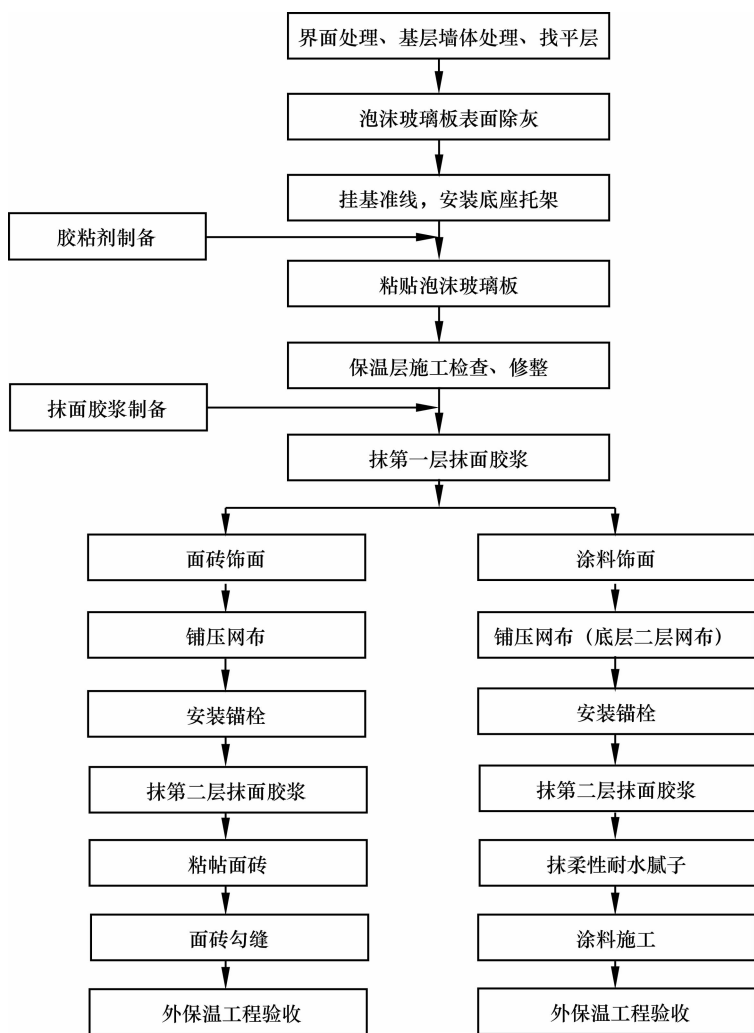 界面处理、基层墙体处理、找平层
泡沫玻璃板表面除灰
挂基准线，安装底座托架
胶粘剂制备
粘贴泡沫玻璃板
保温层施工检查、修整
抹面胶浆制备
抹第一层抹面胶浆
面砖饰面
涂料饰面
铺压网布
铺压网布（底层二层网布）
安装锚栓
安装锚栓
抹第二层抹面胶浆
抹第二层抹面胶浆
粘帖面砖
抹柔性耐水腻子
面砖勾缝
涂料施工
外保温工程验收
外保温工程验收